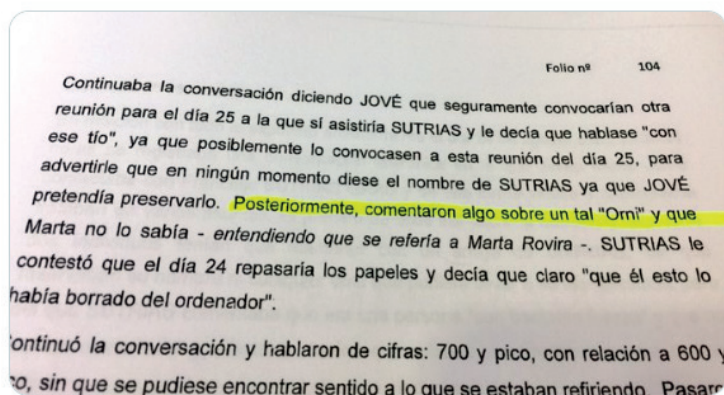 Folio nº 104
Continuaba la conversación diciendo JOVÉ que seguramente convocarían otra
reunión para el día 25 a la que sí asistiría SUTRIAS y le decía que hablase "con
ese tío", ya que posiblemente lo convocasen a esta reunión del día 25, para
advertirle que en ningún momento diese el nombre de SUTRIAS ya que JOVÉ
pretendía preservarlo. Posteriormente, comentaron algo sobre un tal "Orni" y que
Marta no lo sabía - entendiendo que se refería a Marta Rovira -. SUTRIAS le
contestó que el día 24 repasaria los papeles y decía que claro "que él esto lo
había borrado del ordenador".
ontinuó la conversación y hablaron de cifras: 700 y pico, con relación a 600 y
co, sin que se pudiese encontrar sentido a lo que se estaban refiriendo. Pasaro